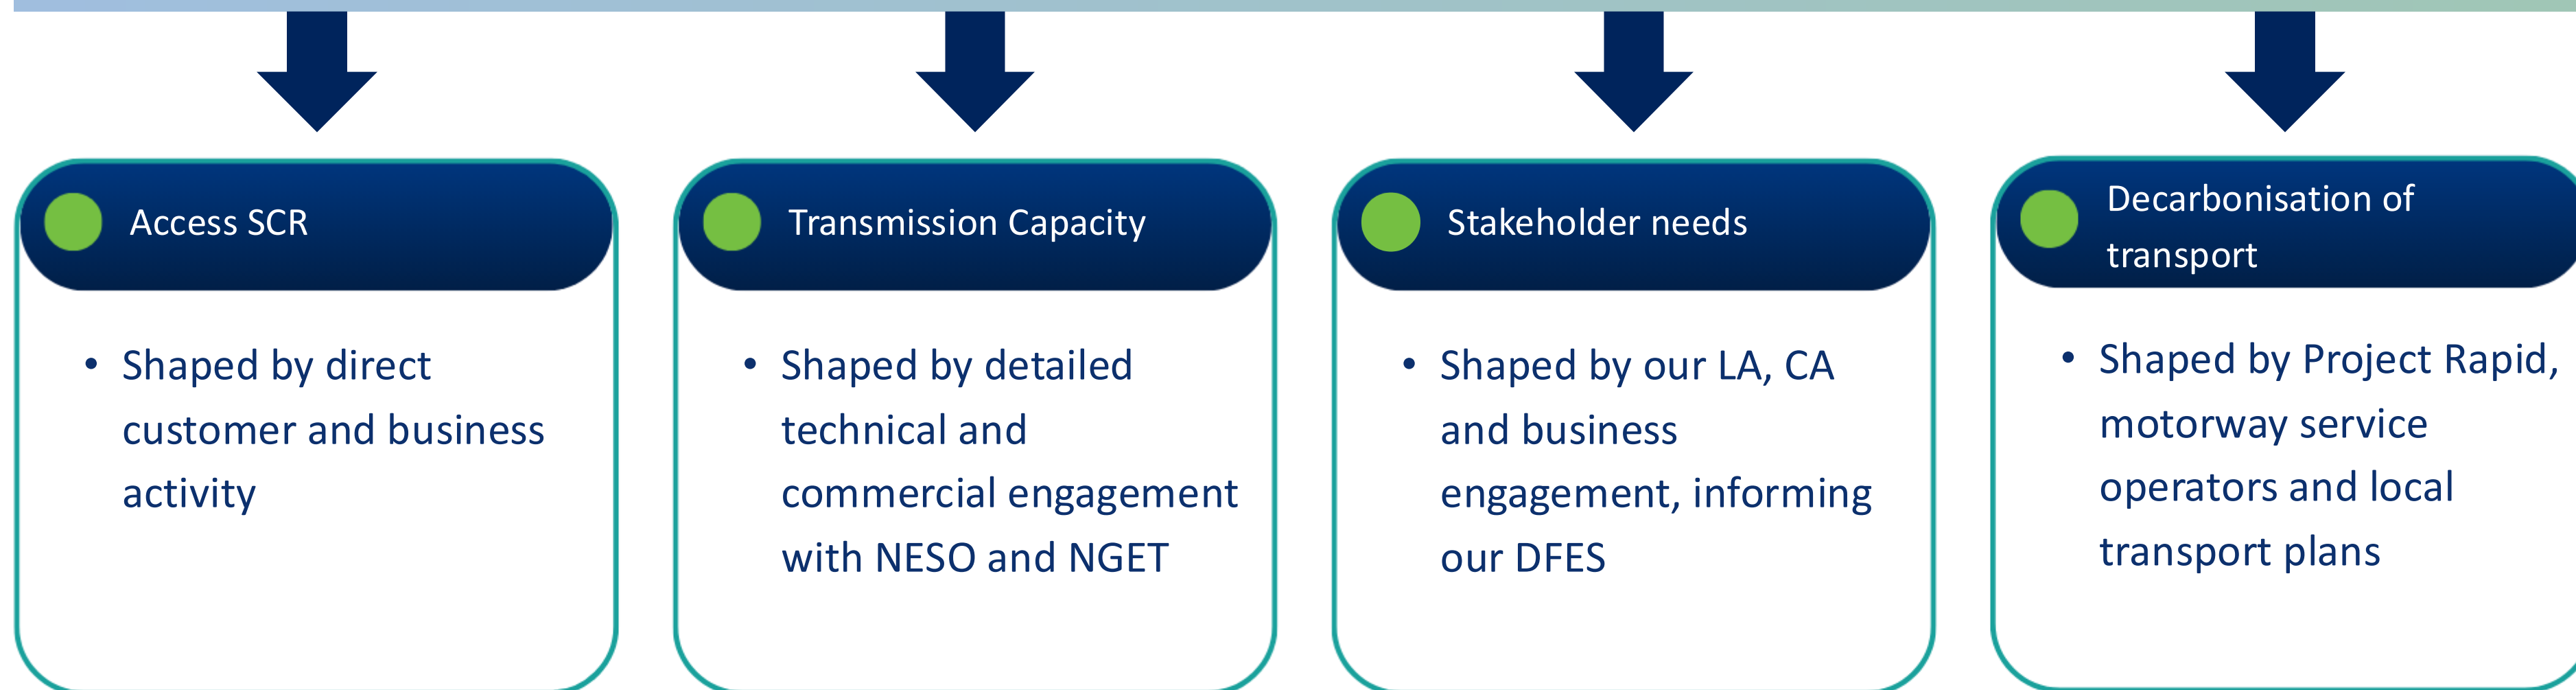 Access SCR
• Shaped by direct
customer and business
activity
Transmission Capacity
• Shaped by detailed
technical and
commercial engagement
with NESO and NGET
Stakeholder needs
• Shaped by our LA, CA
and business
engagement, informing
our DFES
Decarbonisation of
transport
• Shaped by Project Rapid,
motorway service
operators and local
transport plans